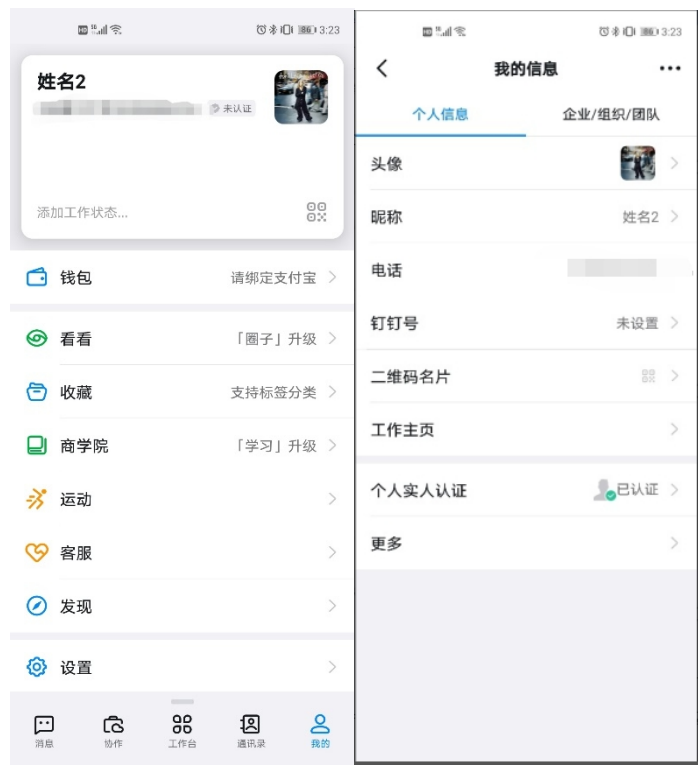 HD 3:23
姓名2
未认证
添加工作状态...
钱包 请绑定支付宝
看看 「圈子」升级
收藏 支持标签分类
商学院 「学习」升级
运动
客服
发现
设置
消息 协作 工作台 通讯录 我的
HD 3:23
我的信息
个人信息 企业/组织/团队
头像
昵称 姓名2
电话
钉钉号 未设置
二维码名片
工作主页
个人实人认证 已认证
更多